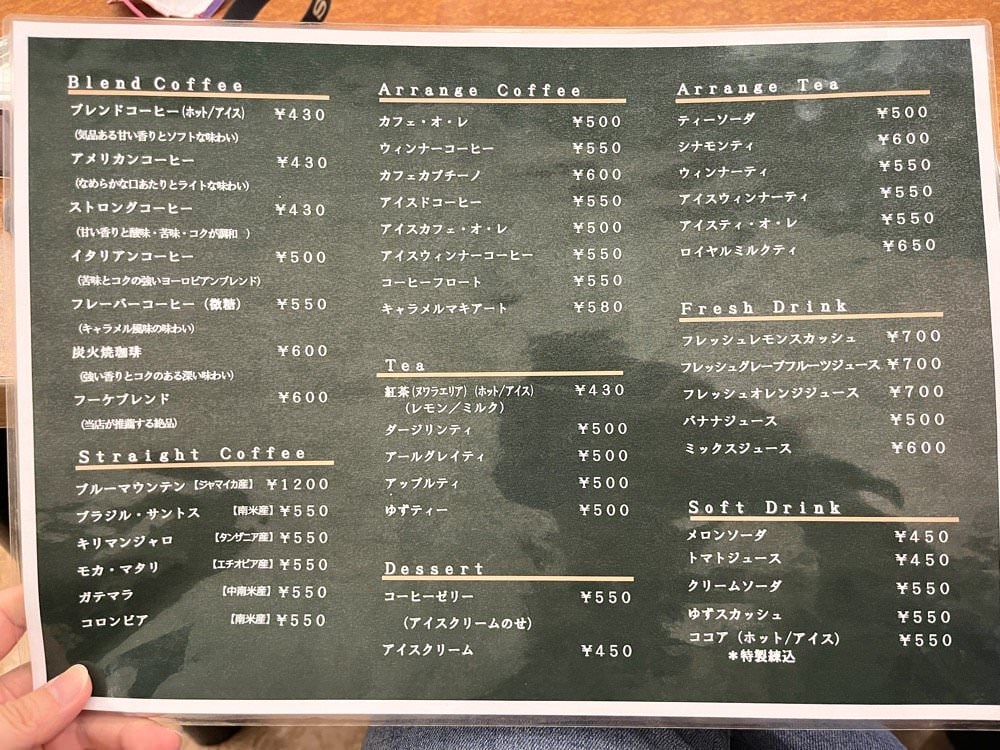 Blend Coffee
ブレンドコーヒー(ホット/アイス) ￥430
(気品ある甘い香りとソフトな味わい)
アメリカンコーヒー ￥430
(なめらかな口あたりとライトな味わい)
ストロングコーヒー ￥430
(甘い香りと酸味・苦味・コクが調和 )
イタリアンコーヒー ￥500
(苦味とコクの強いヨーロピアンブレンド)
フレーバーコーヒー (微糖) ￥550
(キャラメル風味の味わい)
炭火焼珈琲 ￥600
(強い香りとコクのある深い味わい)
フーケブレンド ￥600
(当店が推薦する絶品)
Straight Coffee
ブルーマウンテン【ジャマイカ産】 ￥1200
ブラジル・サントス 【南米産】￥550
キリマンジャロ 【タンザニア産】￥550
モカ・マタリ 【エチオピア産】￥550
ガテマラ 【中南米産】￥550
コロンビア 【南米産】￥550
Arrange Coffee
カフェ・オ・レ ￥500
ウィンナーコーヒー ￥550
カフェカプチーノ ￥600
アイスドコーヒー ￥550
アイスカフェ・オ・レ ￥500
アイスウィンナーコーヒー ￥550
コーヒーフロート ￥550
キャラメルマキアート ￥580
Tea
紅茶(ヌワラエリア) (ホット/アイス) ￥430
(レモン／ミルク)
ダージリンティ ￥500
アールグレイティ ￥500
アップルティ ￥500
ゆずティー ￥500
Dessert
コーヒーゼリー ￥550
(アイスクリームのせ)
アイスクリーム ￥450
Arrange Tea
ティーソーダ ￥500
シナモンティ ￥600
ウィンナーティ ￥550
アイスウィンナーティ ￥550
アイスティ・オ・レ ￥550
ロイヤルミルクティ ￥650
Fresh Drink
フレッシュレモンスカッシュ ￥700
フレッシュグレープフルーツジュース ￥700
フレッシュオレンジジュース ￥700
バナナジュース ￥500
ミックスジュース ￥600
Soft Drink
メロンソーダ ￥450
トマトジュース ￥450
クリームソーダ ￥550
ゆずスカッシュ ￥550
ココア (ホット/アイス) ￥550
＊特製練込